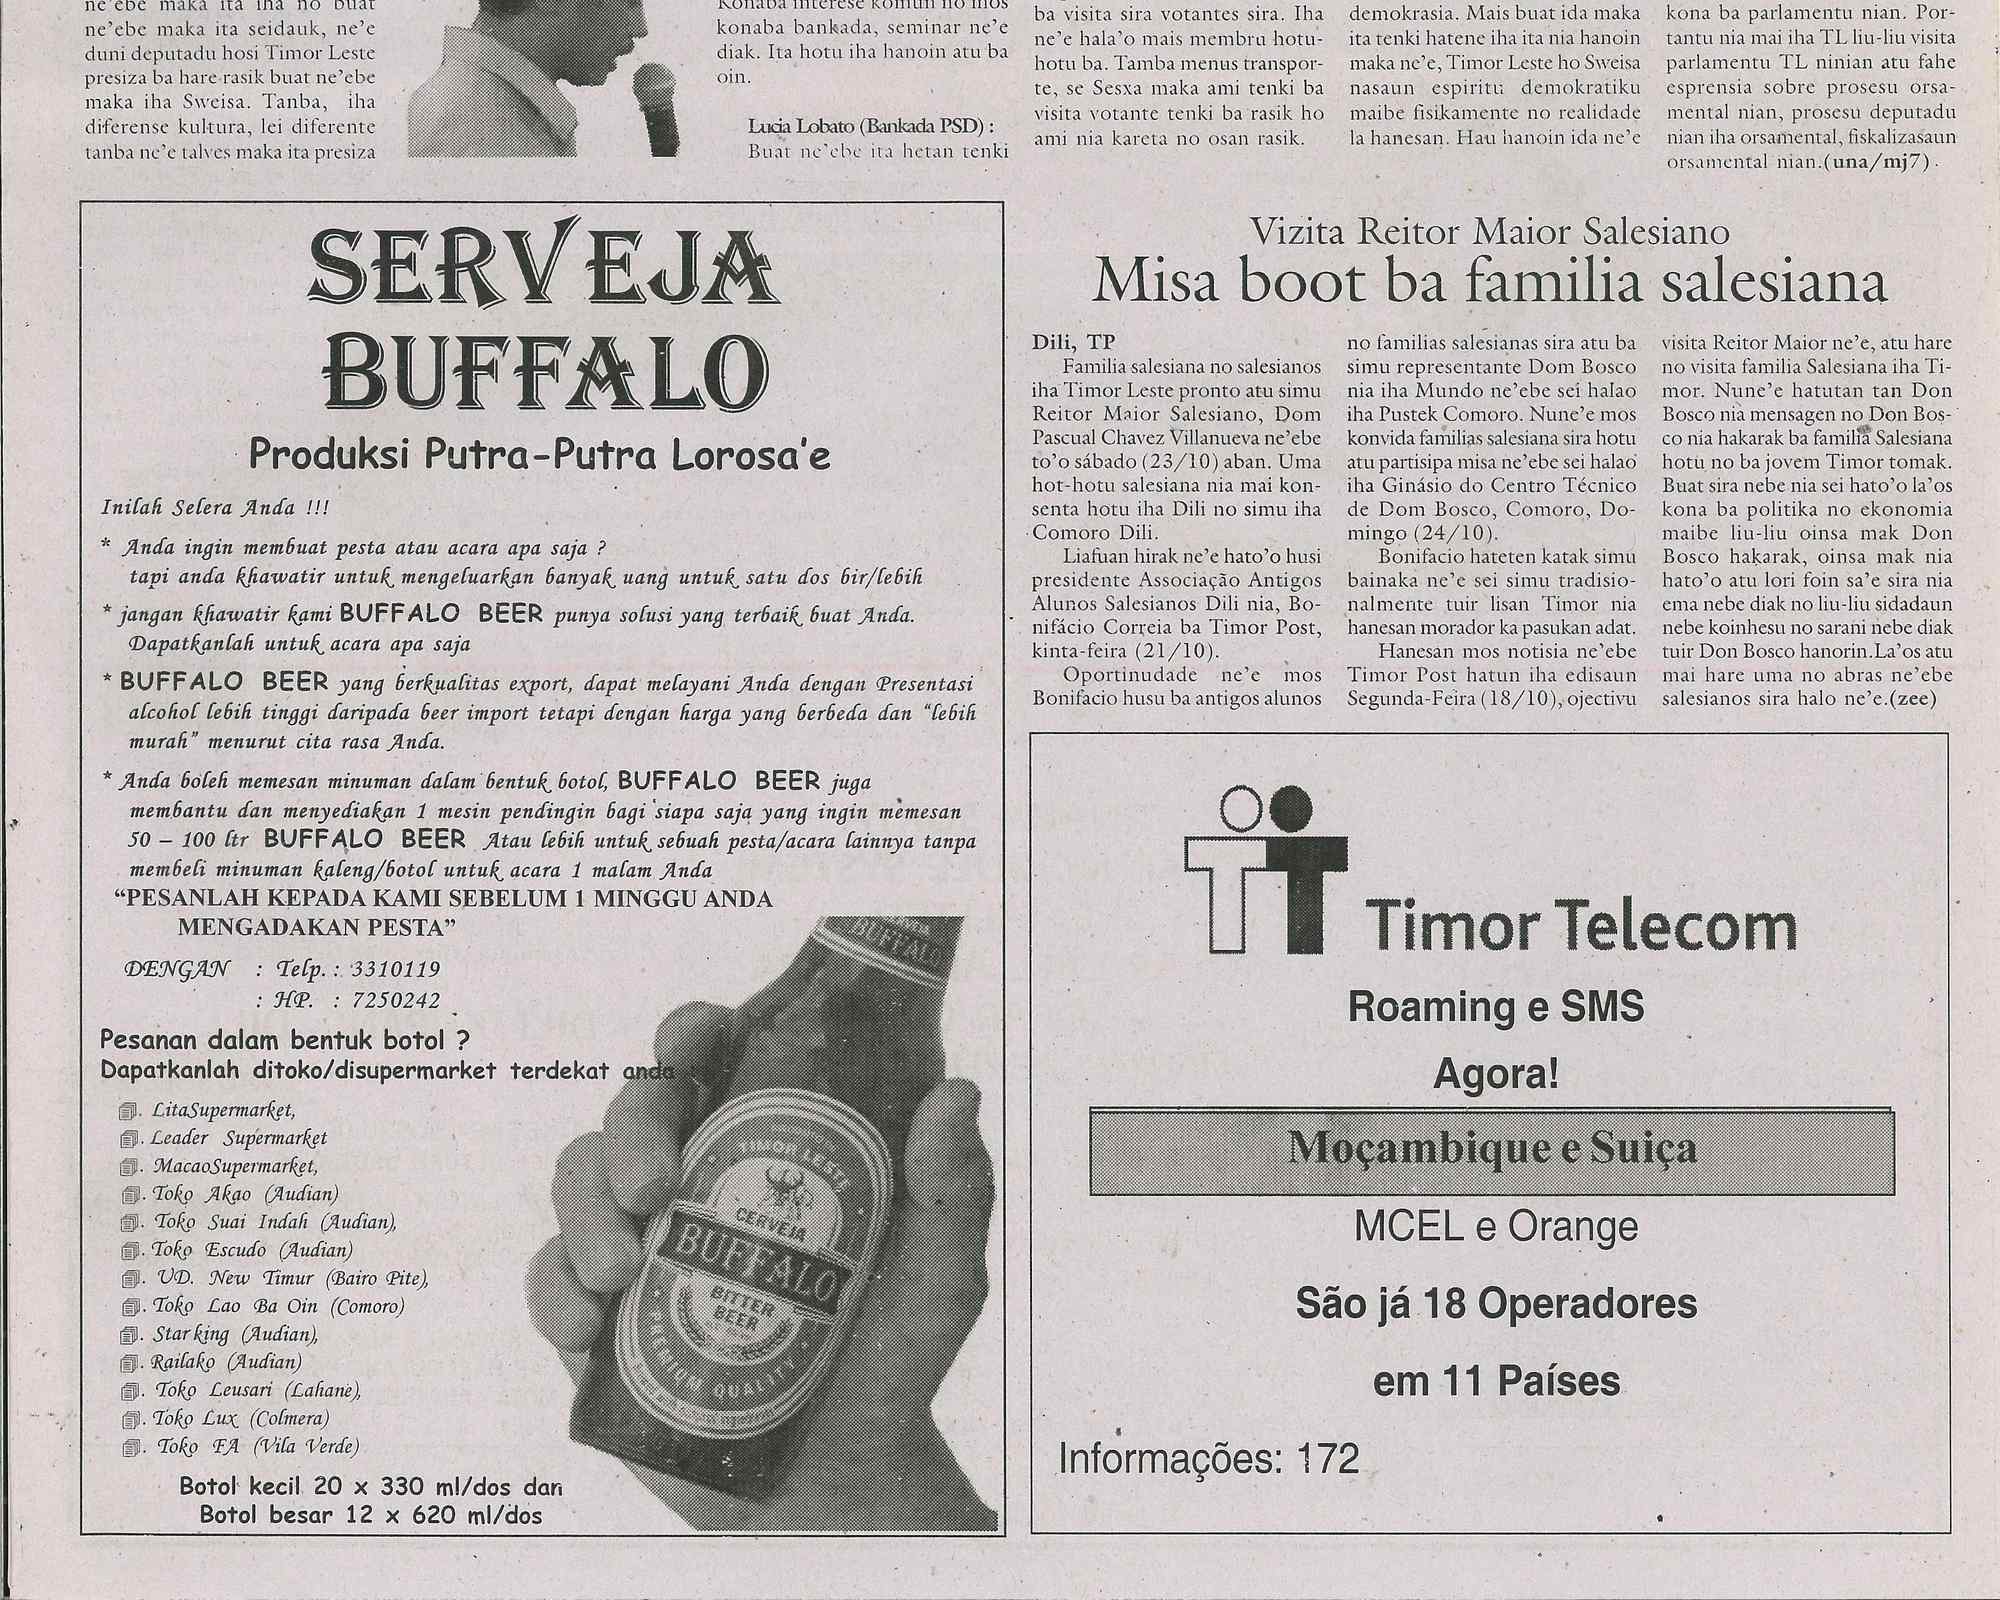 ne'ebe maka ita iha no buat
ne'ebe maka ita seidauk, ne'e
duni deputadu hosi Timor Leste
presiza ba hare rasik buat ne'ebe
maka iha Sweisa. Tanba, iha
diferense kultura, lei diferente
tanba ne'e talves maka ita presiza
Konaba interese komun no mos
konaba bankada, seminar ne'e
diak. Ita hotu iha hanoin atu ba
oin.
Lucia Lobato (Bankada PSD) :
Buat ne'ebe ita hetan tenki
ba visita sira votantes sira. Iha
ne'e hala'o mais membru hotu-
hotu ba. Tamba menus transpor-
te, se Sesxa maka ami tenki ba
visita votante tenki ba rasik ho
ami nia kareta no osan rasik.
demokrasia. Mais buat ida maka
ita tenki hatene iha ita nia hanoin
maka ne'e, Timor Leste ho Sweisa
nasaun espiritu demokratiku
maibe fisikamente no realidade
la hanesan. Hau hanoin ida ne'e
kona ba parlamentu nian. Por-
tantu nia mai iha TL liu-liu visita
parlamentu TL ninian atu fahe
esprensia sobre prosesu orsa-
mental nian, prosesu deputadu
nian iha orsamental, fiskalizasaun
orsamental nian.(una/mj7).
SERVEJA
BUFFALO
Produksi Putra-Putra Lorosa'e
Inilah Selera Anda !!!
* Anda ingin membuat pesta atau acara apa saja ?
tapi anda khawatir untuk mengeluarkan banyak uang untuk satu dos bir/lebih
* jangan khawatir kami BUFFALO BEER punya solusi yang terbaik buat Anda.
Dapatkanlah untuk acara apa saja
* BUFFALO BEER yang berkualitas export, dapat melayani Anda dengan Presentasi
alcohol lebih tinggi daripada beer import tetapi dengan harga yang berbeda dan "lebih
murah" menurut cita rasa Anda.
* Anda boleh memesan minuman dalam bentuk botol, BUFFALO BEER juga
membantu dan menyediakan 1 mesin pendingin bagi siapa saja yang ingin memesan
50 – 100 ltr BUFFALO BEER Atau lebih untuk sebuah pesta/acara lainnya tanpa
membeli minuman kaleng/botol untuk acara 1 malam Anda
"PESANLAH KEPADA KAMI SEBELUM 1 MINGGU ANDA
MENGADAKAN PESTA"
DENGAN : Telp. : 3310119
: HP. : 7250242
Pesanan dalam bentuk botol ?
Dapatkanlah ditoko/disupermarket terdekat anda
LitaSupermarket,
Leader Supermarket
MacaoSupermarket,
Toko Akao (Audian)
Toko Suai Indah (Audian),
Toko Escudo (Audian)
UD. New Timur (Bairo Pite),
Toko Lao Ba Oin (Comoro)
Star king (Audian),
Railako (Audian)
Toko Leusari (Lahane),
Toko Lux (Colmera)
Toko FA (Vila Verde)
Botol kecil 20 x 330 ml/dos dan
Botol besar 12 x 620 ml/dos
BUFFALO
TIMOR LESTE
CERVEJA
BUFFALO
BITTER
BEER
PREMIUM QUALITY
Vizita Reitor Maior Salesiano
Misa boot ba familia salesiana
Dili, TP
Familia salesiana no salesianos
iha Timor Leste pronto atu simu
Reitor Maior Salesiano, Dom
Pascual Chavez Villanueva ne'ebe
to'o sábado (23/10) aban. Uma
hot-hotu salesiana nia mai kon-
senta hotu iha Dili no simu iha
Comoro Dili.
Liafuan hirak ne'e hato'o husi
presidente Associação Antigos
Alunos Salesianos Dili nia, Bo-
nifácio Correia ba Timor Post,
kinta-feira (21/10).
Oportinudade ne'e mos
Bonifacio husu ba antigos alunos
no familias salesianas sira atu ba
simu representante Dom Bosco
nia iha Mundo ne'ebe sei halao
iha Pustek Comoro. Nune'e mos
konvida familias salesiana sira hotu
atu partisipa misa ne'ebe sei halao
iha Ginásio do Centro Técnico
de Dom Bosco, Comoro, Do-
mingo (24/10).
Bonifacio hateten katak simu
bainaka ne'e sei simu tradisio-
nalmente tuir lisan Timor nia
hanesan morador ka pasukan adat.
Hanesan mos notisia ne'ebe
Timor Post hatun iha edisaun
Segunda-Feira (18/10), ojectivu
visita Reitor Maior ne'e, atu hare
no visita familia Salesiana iha Ti-
mor. Nune'e hatutan tan Don
Bosco nia mensagen no Don Bos-
co nia hakarak ba familia Salesiana
hotu no ba jovem Timor tomak.
Buat sira nebe nia sei hato'o la'os
kona ba politika no ekonomia
maibe liu-liu oinsa mak Don
Bosco hakarak, oinsa mak nia
hato'o atu lori foin sa'e sira nia
ema nebe diak no liu-liu sidadaun
nebe koinhesu no sarani nebe diak
tuir Don Bosco hanorin.La'os atu
mai hare uma no abras ne'ebe
salesianos sira halo ne'e.(zee)
Timor Telecom
Roaming e SMS
Agora!
Moçambique e Suiça
MCEL e Orange
São já 18 Operadores
em 11 Países
Informações: 172